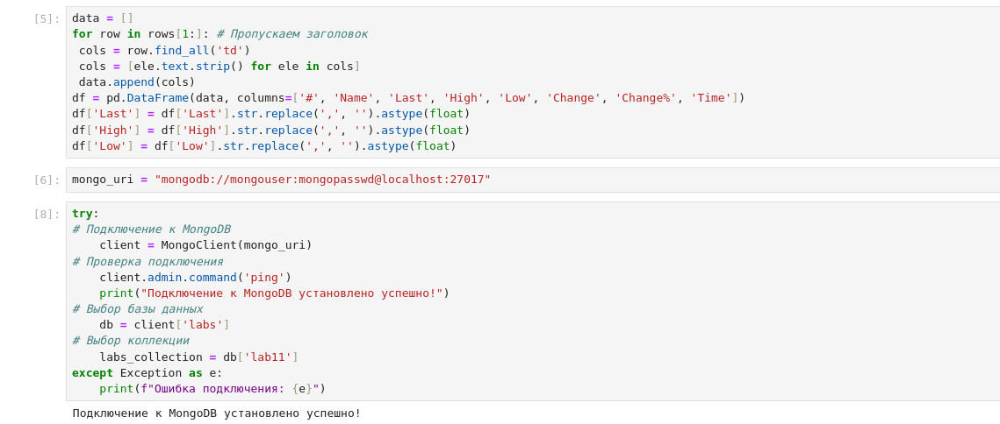 [5]: data = []
for row in rows[1:]: # Пропускаем заголовок
 cols = row.find_all('td')
 cols = [ele.text.strip() for ele in cols]
 data.append(cols)
df = pd.DataFrame(data, columns=['#', 'Name', 'Last', 'High', 'Low', 'Change', 'Change%', 'Time'])
df['Last'] = df['Last'].str.replace(',', '').astype(float)
df['High'] = df['High'].str.replace(',', '').astype(float)
df['Low'] = df['Low'].str.replace(',', '').astype(float)
[6]: mongo_uri = "mongodb://mongouser:mongopasswd@localhost:27017"
[8]: try:
# Подключение к MongoDB
    client = MongoClient(mongo_uri)
# Проверка подключения
    client.admin.command('ping')
    print("Подключение к MongoDB установлено успешно!")
# Выбор базы данных
    db = client['labs']
# Выбор коллекции
    labs_collection = db['lab11']
except Exception as e:
    print(f"Ошибка подключения: {e}")
Подключение к MongoDB установлено успешно!